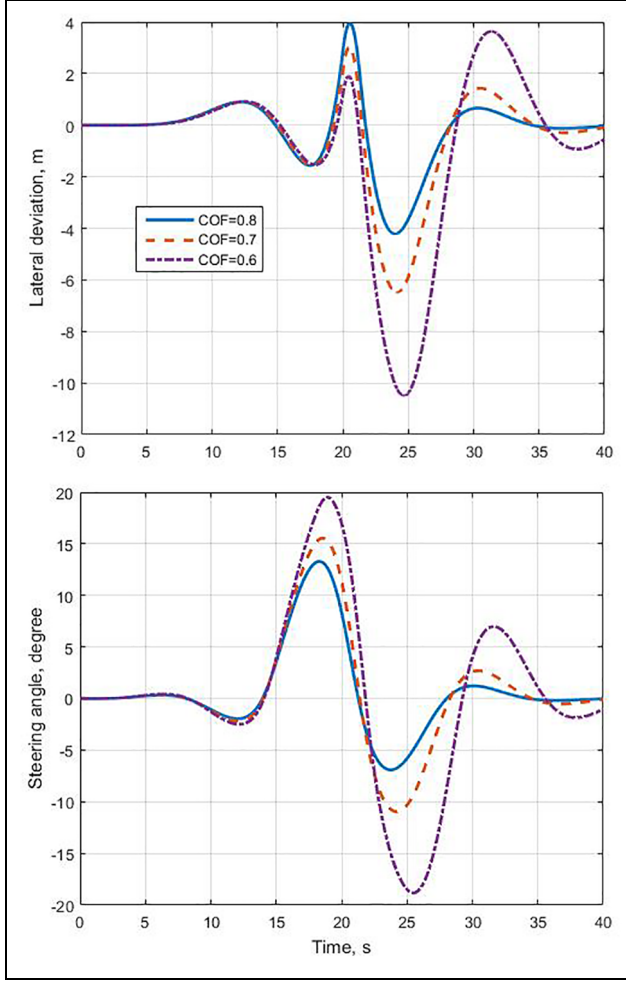 4
2
0
-2
-4
-6
-8
-10
-12
Lateral deviation, m
COF=0.8
COF=0.7
COF=0.6
0 5 10 15 20 25 30 35 40
20
15
10
5
0
-5
-10
-15
-20
Steering angle, degree
0 5 10 15 20 25 30 35 40
Time, s